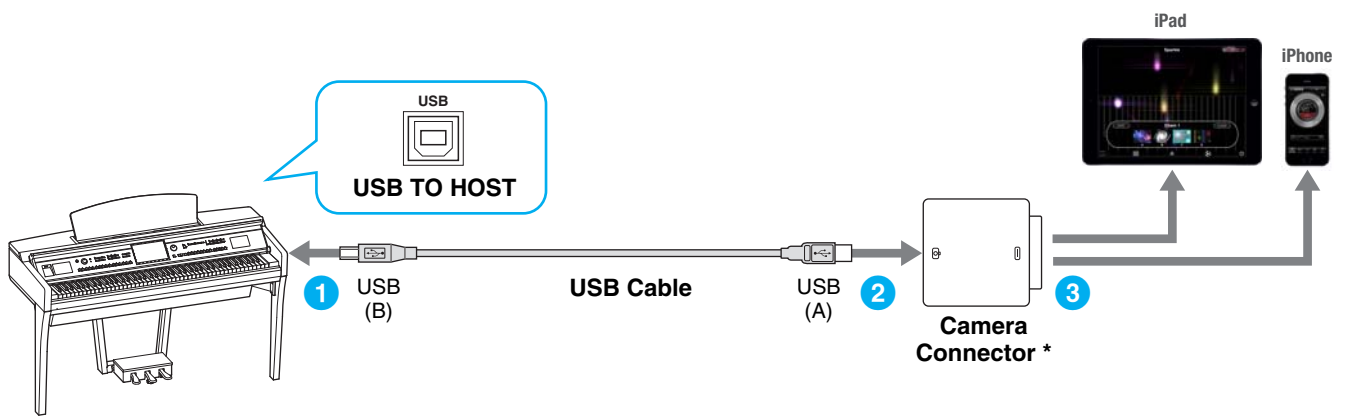 iPad
iPhone
USB
USB TO HOST
1
USB
(B)
USB Cable
USB
(A)
2
Camera
Connector *
3